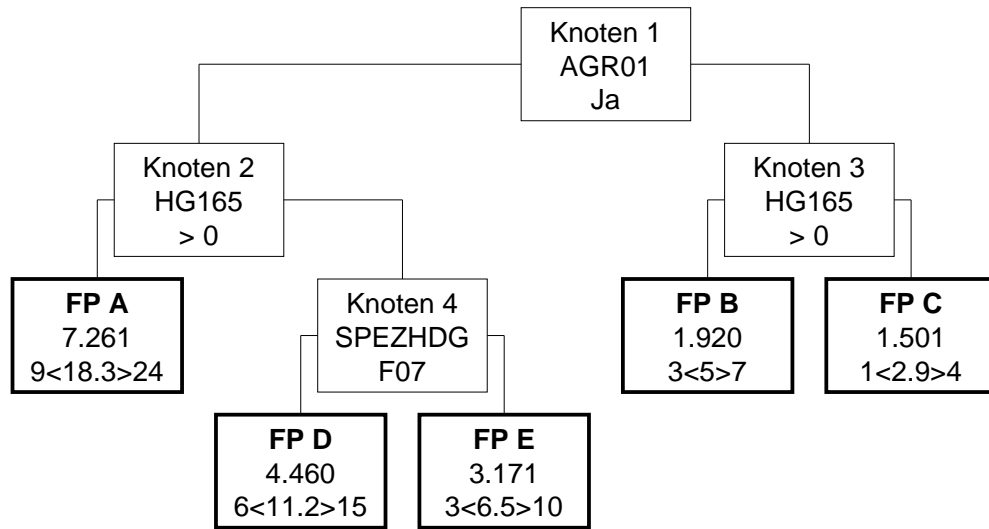 Knoten 1
AGR01
Ja
Knoten 2
HG165
> 0
Knoten 3
HG165
> 0
FP A
7.261
9<18.3>24
Knoten 4
SPEZHDG
F07
FP B
1.920
3<5>7
FP C
1.501
1<2.9>4
FP D
4.460
6<11.2>15
FP E
3.171
3<6.5>10